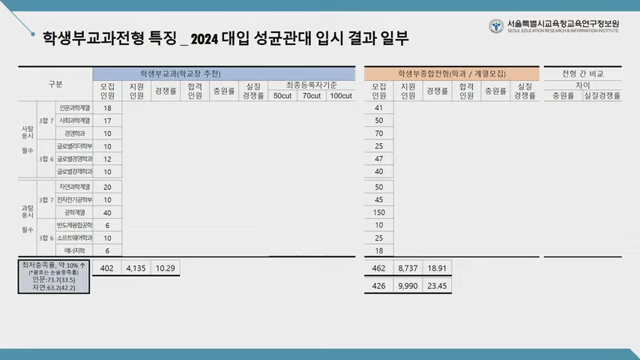 학생부교과전형 특징 _ 2024 대입 성균관대 입시 결과 일부
서울특별시교육청교육연구정보원
SEOUL EDUCATION RESEARCH & INFORMATION INSTITUTE
구분 학생부교과(학교장 추천) 학생부종합전형(학과 / 계열모집) 전형 간 비교
모집인원 지원인원 경쟁률 합격인원 충원율 실질경쟁률 최종등록자기준 50cut 70cut 100cut 모집인원 지원인원 경쟁률 합격인원 충원율 실질경쟁률 차이 충원율 실질경쟁률
사탐응시 필수
3합 7 인문과학계열 18 41
사회과학계열 17 50
경영학과 10 70
3합 6 글로벌리더학부 10 25
글로벌경영학과 12 47
글로벌경제학과 10 40
과탐응시 필수
3합 7 자연과학계열 20 50
전자전기공학부 10 45
공학계열 40 150
3합 6 반도체융합공학 6 10
소프트웨어학과 10 25
에너지학 6 18
최저충족률, 약 10% ↑
(*괄호는 논술충족률)
인문:73.7(33.5)
자연:63.2(42.2)
402 4,135 10.29 462 8,737 18.91
426 9,990 23.45